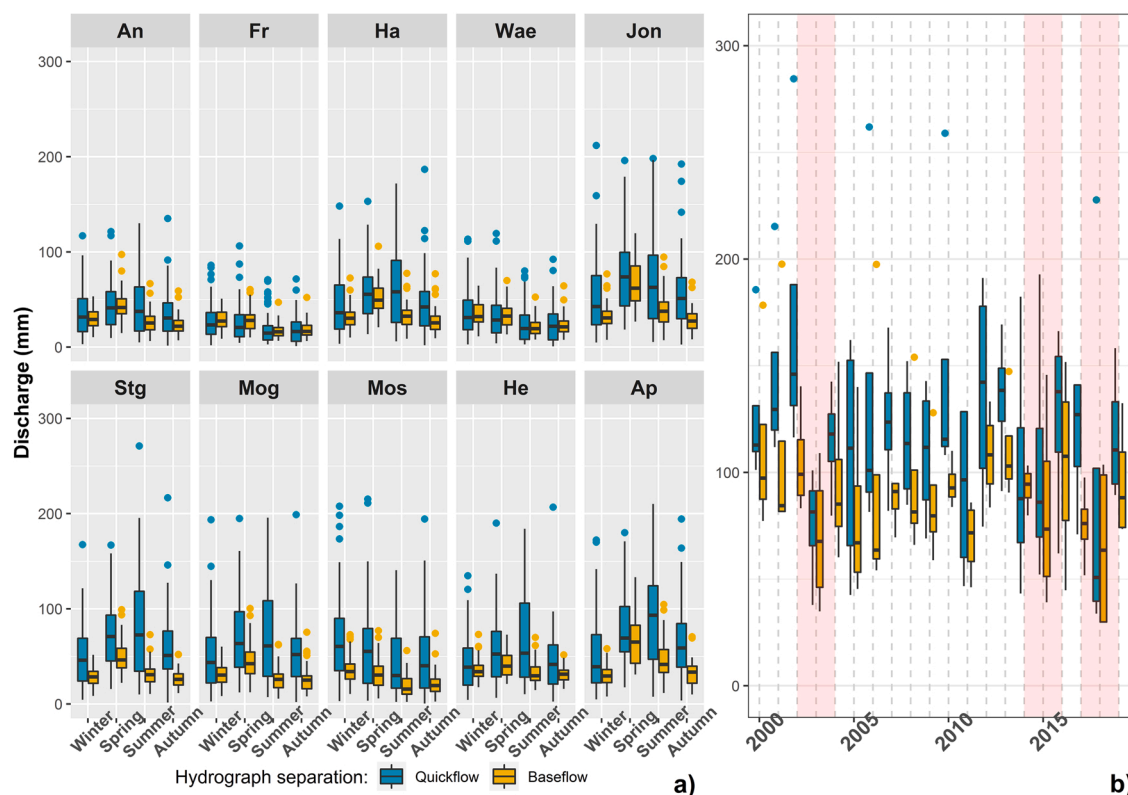 An Fr Ha Wae Jon
300
200
100
0
Stg Mog Mos He Ap
300
200
100
0
Discharge (mm)
Winter Spring Summer Autumn Winter Spring Summer Autumn Winter Spring Summer Autumn Winter Spring Summer Autumn Winter Spring Summer Autumn
Hydrograph separation: Quickflow Baseflow
a)
300
200
100
0
2000 2005 2010 2015
b)